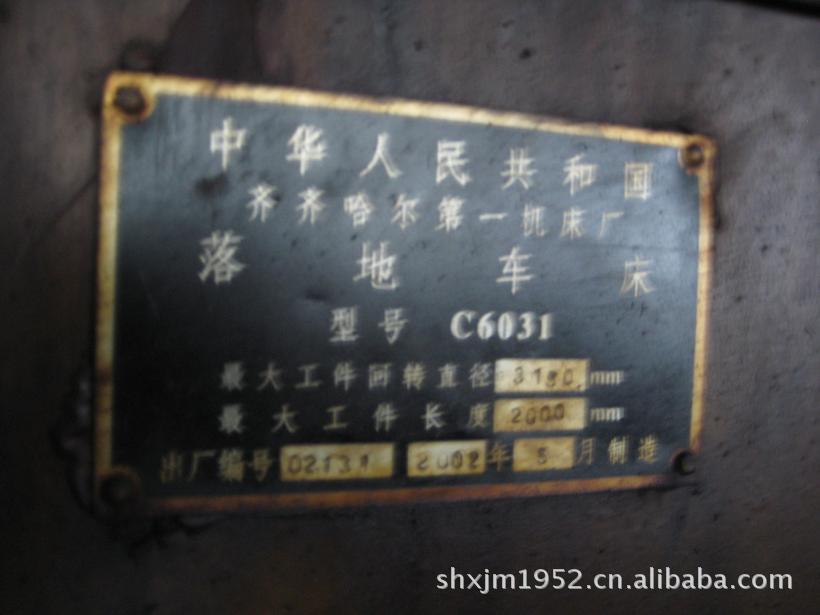 中华人民共和国
齐齐哈尔第一机床厂
落地车床
型号 C6031
最大工件回转直径 3150 mm
最大工件长度 2000 mm
出厂编号 02131 2002年 5 月制造
shxjm1952.cn.alibaba.com